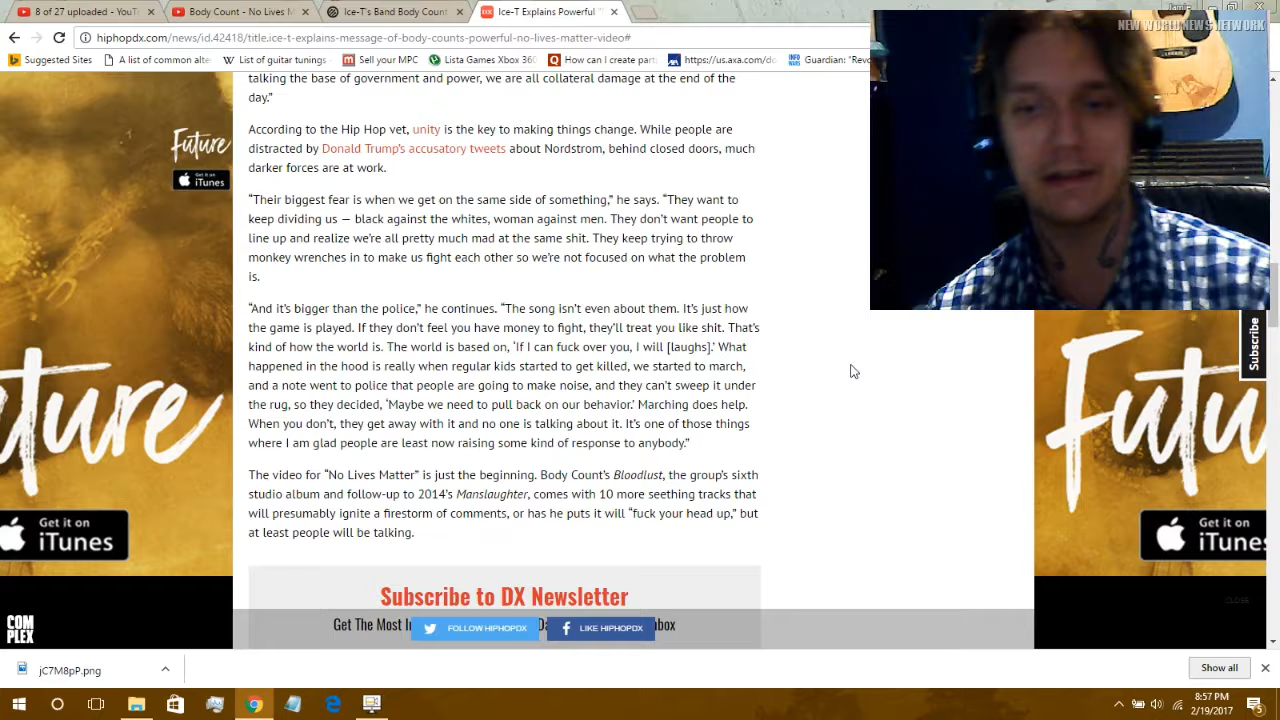 8 of 27 uploaded - YouT
Body Count - No Lives M
Ice-T's Band Body Count
Ice-T Explains Powerful "
NEW WORLD NEWS NETWORK
hiphopdx.com/news/id.42418/title.ice-t-explains-message-of-body-counts-powerful-no-lives-matter-video#
Suggested Sites
A list of common alte
List of guitar tunings
Sell your MPC
Lista games Xbox 360
How can I create part
https://us.axa.com/do
Guardian: "Revo
talking the base of government and power, we are all collateral damage at the end of the
day."
According to the Hip Hop vet, unity is the key to making things change. While people are
distracted by Donald Trump's accusatory tweets about Nordstrom, behind closed doors, much
darker forces are at work.
“Their biggest fear is when we get on the same side of something,” he says. “They want to
keep dividing us — black against the whites, woman against men. They don’t want people to
line up and realize we’re all pretty much mad at the same shit. They keep trying to throw
monkey wrenches in to make us fight each other so we’re not focused on what the problem
is.
“And it’s bigger than the police,” he continues. “The song isn’t even about them. It’s just how
the game is played. If they don’t feel you have money to fight, they’ll treat you like shit. That’s
kind of how the world is. The world is based on, ‘If I can fuck over you, I will [laughs].’ What
happened in the hood is really when regular kids started to get killed, we started to march,
and a note went to police that people are going to make noise, and they can’t sweep it under
the rug, so they decided, ‘Maybe we need to pull back on our behavior.’ Marching does help.
When you don’t, they get away with it and no one is talking about it. It’s one of those things
where I am glad people are least now raising some kind of response to anybody.”
The video for “No Lives Matter” is just the beginning. Body Count’s Bloodlust, the group’s sixth
studio album and follow-up to 2014’s Manslaughter, comes with 10 more seething tracks that
will presumably ignite a firestorm of comments, or has he puts it will “fuck your head up,” but
at least people will be talking.
Subscribe to DX Newsletter
Get The Most I
FOLLOW HIPHOPDX
LIKE HIPHOPDX
Future
Get it on
iTunes
ture
Get it on
iTunes
COM
PLEX
Futu
Get it on
iTunes
Subscribe
CLOSE
jC7M8pP.png
Show all
8:57 PM
2/19/2017
5